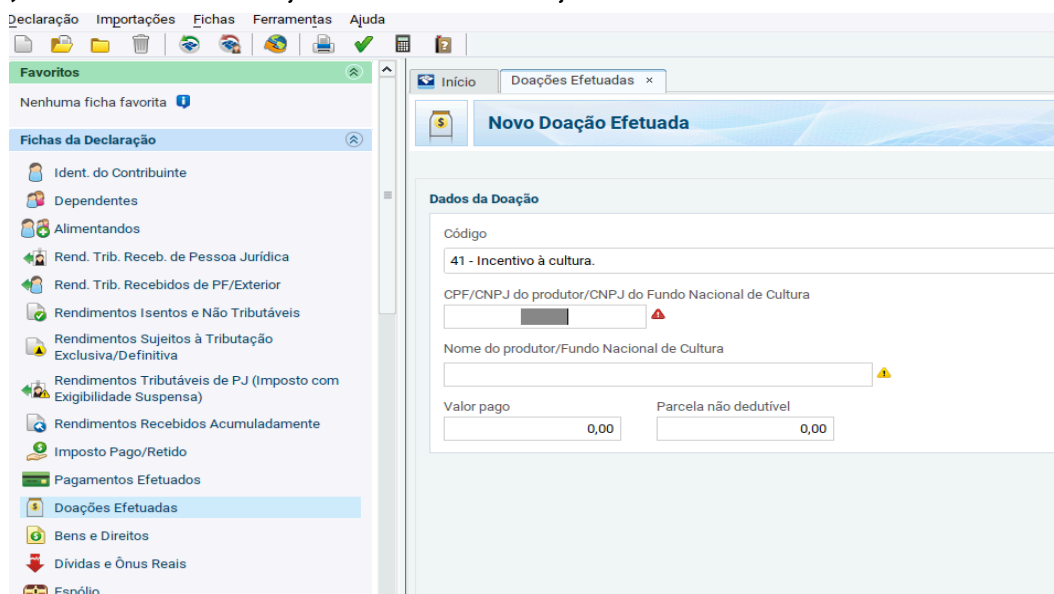 Declaração Importações Fichas Ferramentas Ajuda
Favoritos
Nenhuma ficha favorita
Fichas da Declaração
Ident. do Contribuinte
Dependentes
Alimentandos
Rend. Trib. Receb. de Pessoa Jurídica
Rend. Trib. Recebidos de PF/Exterior
Rendimentos Isentos e Não Tributáveis
Rendimentos Sujeitos à Tributação
Exclusiva/Definitiva
Rendimentos Tributáveis de PJ (Imposto com
Exigibilidade Suspensa)
Rendimentos Recebidos Acumuladamente
Imposto Pago/Retido
Pagamentos Efetuados
Doações Efetuadas
Bens e Direitos
Dívidas e Ônus Reais
Espólio
Início Doações Efetuadas ×
Novo Doação Efetuada
Dados da Doação
Código
41 - Incentivo à cultura.
CPF/CNPJ do produtor/CNPJ do Fundo Nacional de Cultura
Nome do produtor/Fundo Nacional de Cultura
Valor pago Parcela não dedutível
0,00 0,00